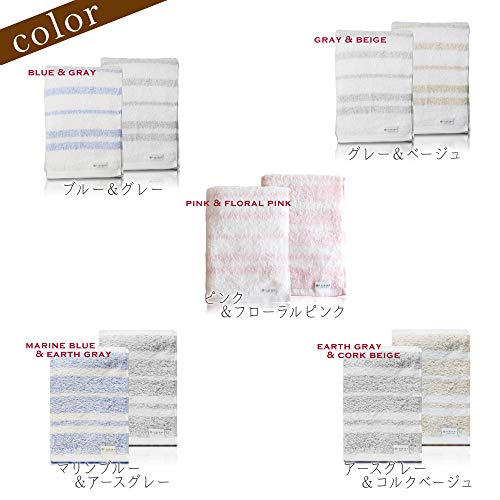 color
BLUE & GRAY
ブルー＆グレー
GRAY & BEIGE
グレー＆ベージュ
PINK & FLORAL PINK
ピンク
＆フローラルピンク
MARINE BLUE
& EARTH GRAY
マリンブルー
＆アースグレー
EARTH GRAY
& CORK BEIGE
アースグレー
＆コルクベージュ